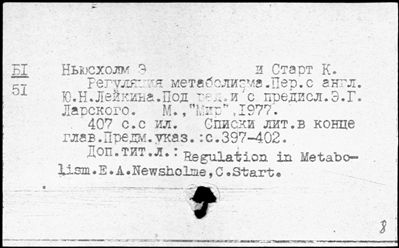 БІ Ньюсхолм Э и Старт К.
51 Регуляция метаболизма.Пер.с англ.
Ю.Н.Лейкина.Под ред.и с предисл.Э.Г.
Ларского. М.,"Мир",1977.
407 с.с ил. Списки лит.в конце
глав.Предм.указ.:с.397-402.
Доп.тит.л.: Regulation in Metabo-
lism.E.A.Newsholme,C.Start.
8